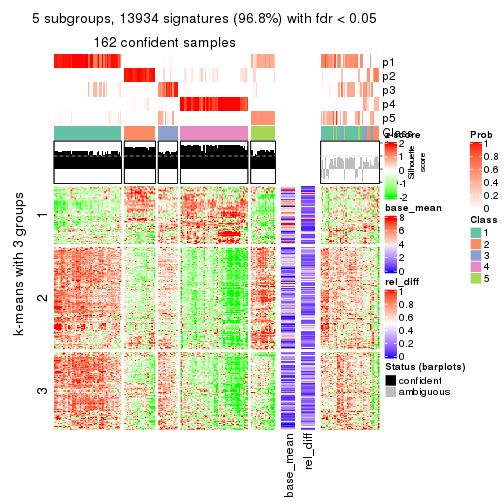 5 subgroups, 13934 signatures (96.8%) with fdr < 0.05
162 confident samples
p1
p2
p3
p4
p5
Class
Silhouette
score
k-means with 3 groups
1
2
3
base_mean
rel_diff
z-score
2
1
0
-1
-2
base_mean
8
6
4
2
0
rel_diff
1
0.8
0.6
0.4
0.2
0
Status (barplots)
confident
ambiguous
Prob
1
0.8
0.6
0.4
0.2
0
Class
1
2
3
4
5